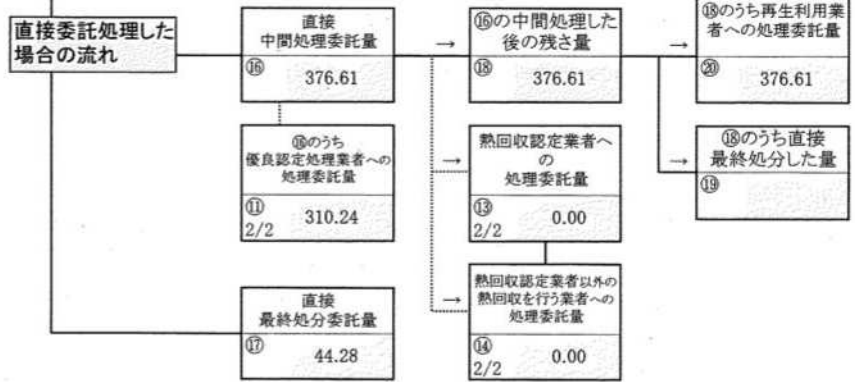 直接委託処理した
場合の流れ
直接
中間処理委託量
⑯
376.61
→
⑯の中間処理した
後の残さ量
⑱
376.61
→
⑱のうち再生利用業
者への処理委託量
⑳
376.61
⑯のうち
優良認定処理業者への
処理委託量
⑪
2/2
310.24
→
熱回収認定業者へ
の
処理委託量
⑬
2/2
0.00
→
⑱のうち直接
最終処分した量
⑲
直接
最終処分委託量
⑰
44.28
→
熱回収認定業者以外の
熱回収を行う業者への
処理委託量
⑭
2/2
0.00